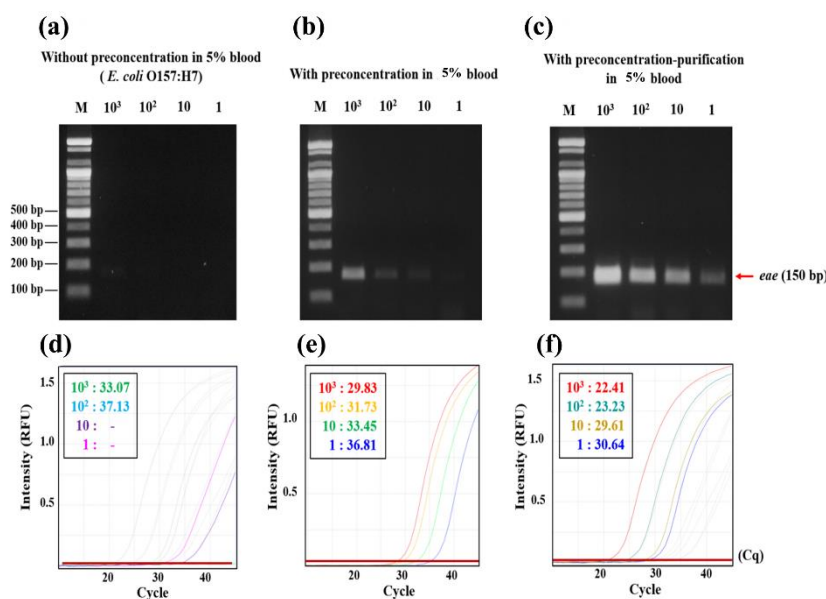 (a)
Without preconcentration in 5% blood
( E. coli O157:H7)
M 10³ 10² 10 1
500 bp
400 bp
300 bp
200 bp
100 bp
(b)
With preconcentration in 5% blood
M 10³ 10² 10 1
(c)
With preconcentration-purification
in 5% blood
M 10³ 10² 10 1
eae (150 bp)
(d)
10³ : 33.07
10² : 37.13
10 : -
1 : -
Intensity (RFU)
1.5
1.0
0.5
20 30 40
Cycle
(e)
10³ : 29.83
10² : 31.73
10 : 33.45
1 : 36.81
Intensity (RFU)
1.0
0.5
20 30 40
Cycle
(f)
10³ : 22.41
10² : 23.23
10 : 29.61
1 : 30.64
Intensity (RFU)
1.5
1.0
0.5
20 30 40
Cycle
(Cq)